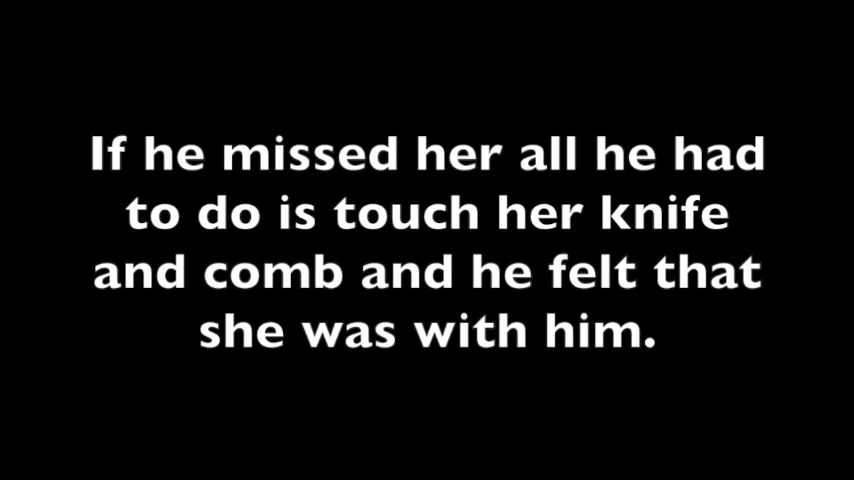 If he missed her all he had
to do is touch her knife
and comb and he felt that
she was with him.